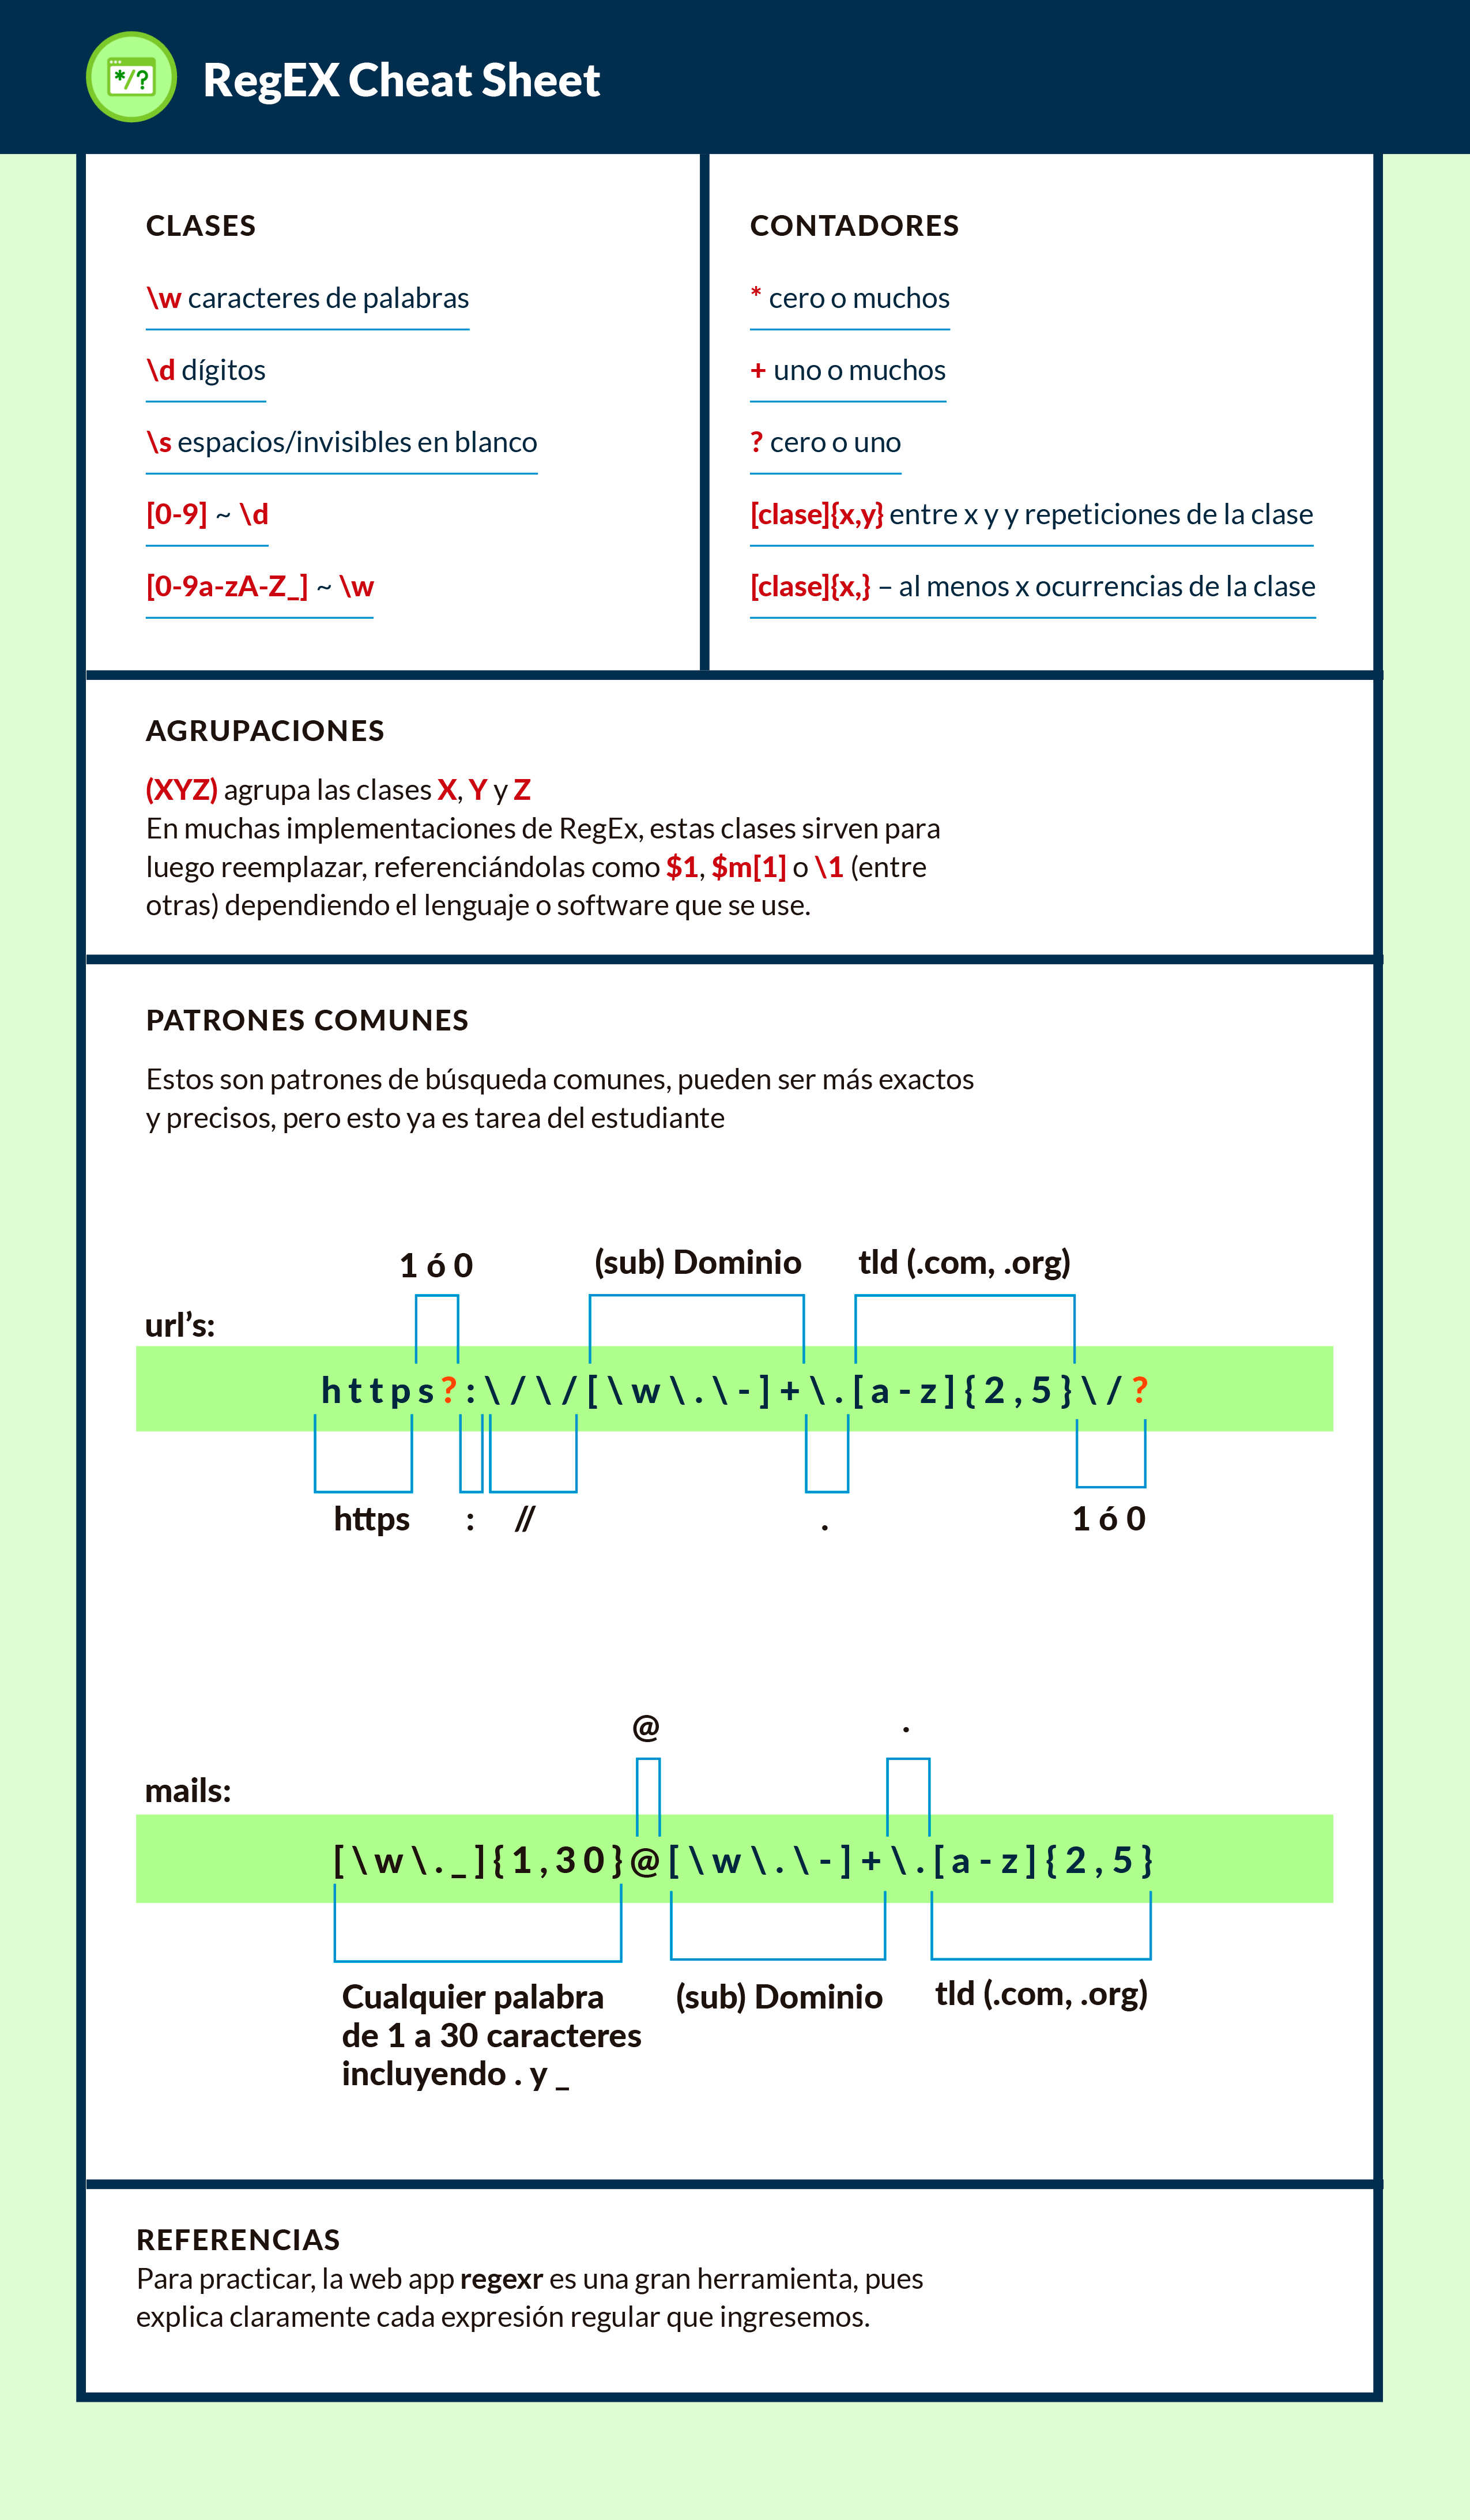 */?
RegEX Cheat Sheet
CLASES
\w caracteres de palabras
\d dígitos
\s espacios/invisibles en blanco
[0-9] ~ \d
[0-9a-zA-Z_] ~ \w
CONTADORES
* cero o muchos
+ uno o muchos
? cero o uno
[clase]{x,y} entre x y y repeticiones de la clase
[clase]{x,} – al menos x ocurrencias de la clase
AGRUPACIONES
(XYZ) agrupa las clases X, Y y Z
En muchas implementaciones de RegEx, estas clases sirven para
luego reemplazar, referenciándolas como $1, $m[1] o \1 (entre
otras) dependiendo el lenguaje o software que se use.
PATRONES COMUNES
Estos son patrones de búsqueda comunes, pueden ser más exactos
y precisos, pero esto ya es tarea del estudiante
1 ó 0 (sub) Dominio tld (.com, .org)
url’s:
https?:\/\/[\w\.\-]+\.[a-z]{2,5}\/?
https : // . 1 ó 0
@ .
mails:
[\w\._]{1,30}@[\w\.\-]+\.[a-z]{2,5}
Cualquier palabra
de 1 a 30 caracteres
incluyendo . y _
(sub) Dominio
tld (.com, .org)
REFERENCIAS
Para practicar, la web app regexr es una gran herramienta, pues
explica claramente cada expresión regular que ingresemos.